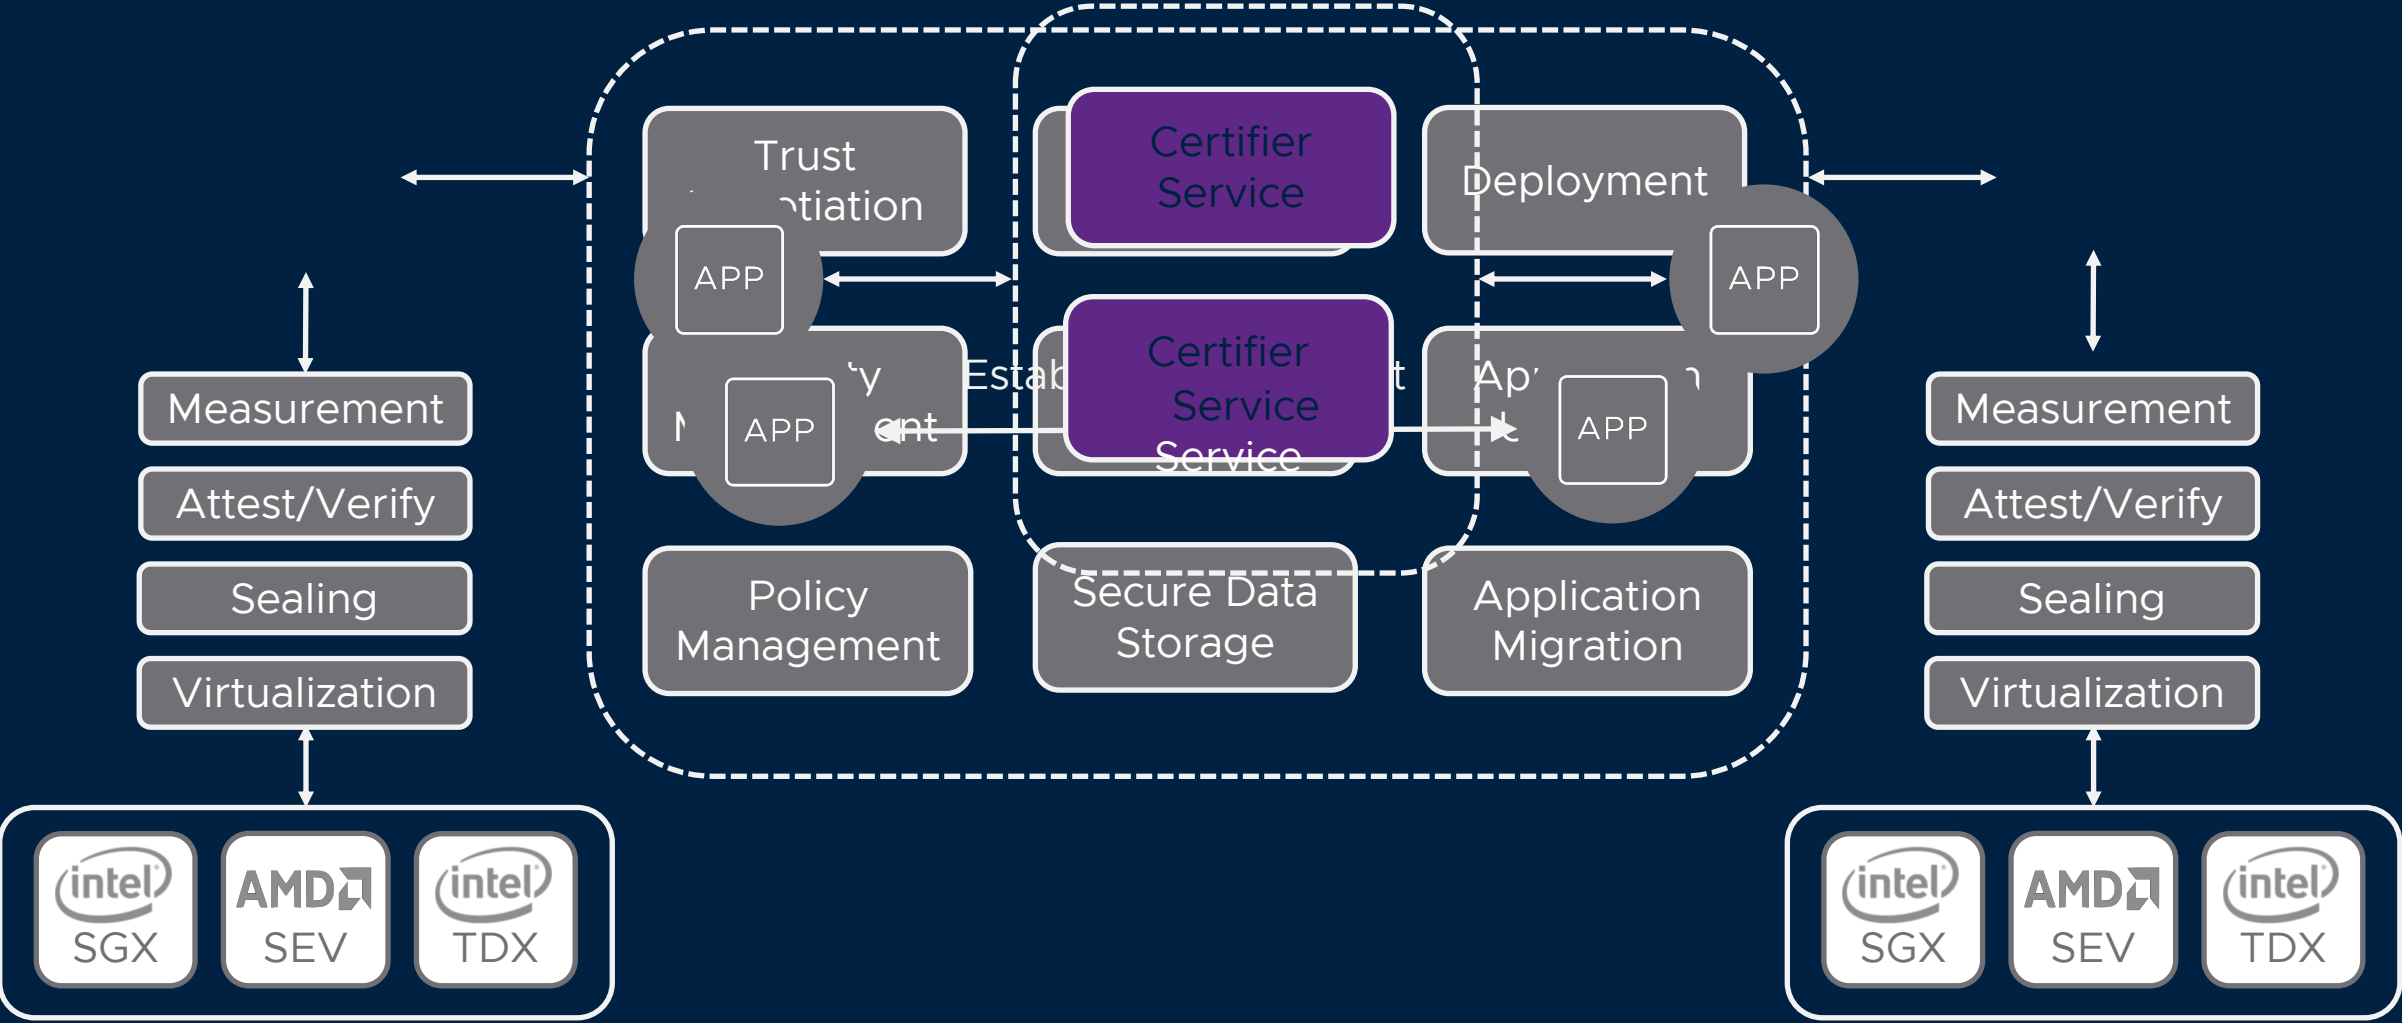 Trust
Certifier
Service
Deployment
APP
APP
Certifier
Service
Service
APP
APP
Measurement
Attest/Verify
Sealing
Virtualization
Policy
Management
Secure Data
Storage
Application
Migration
Measurement
Attest/Verify
Sealing
Virtualization
intel
SGX
AMD
SEV
intel
TDX
intel
SGX
AMD
SEV
intel
TDX